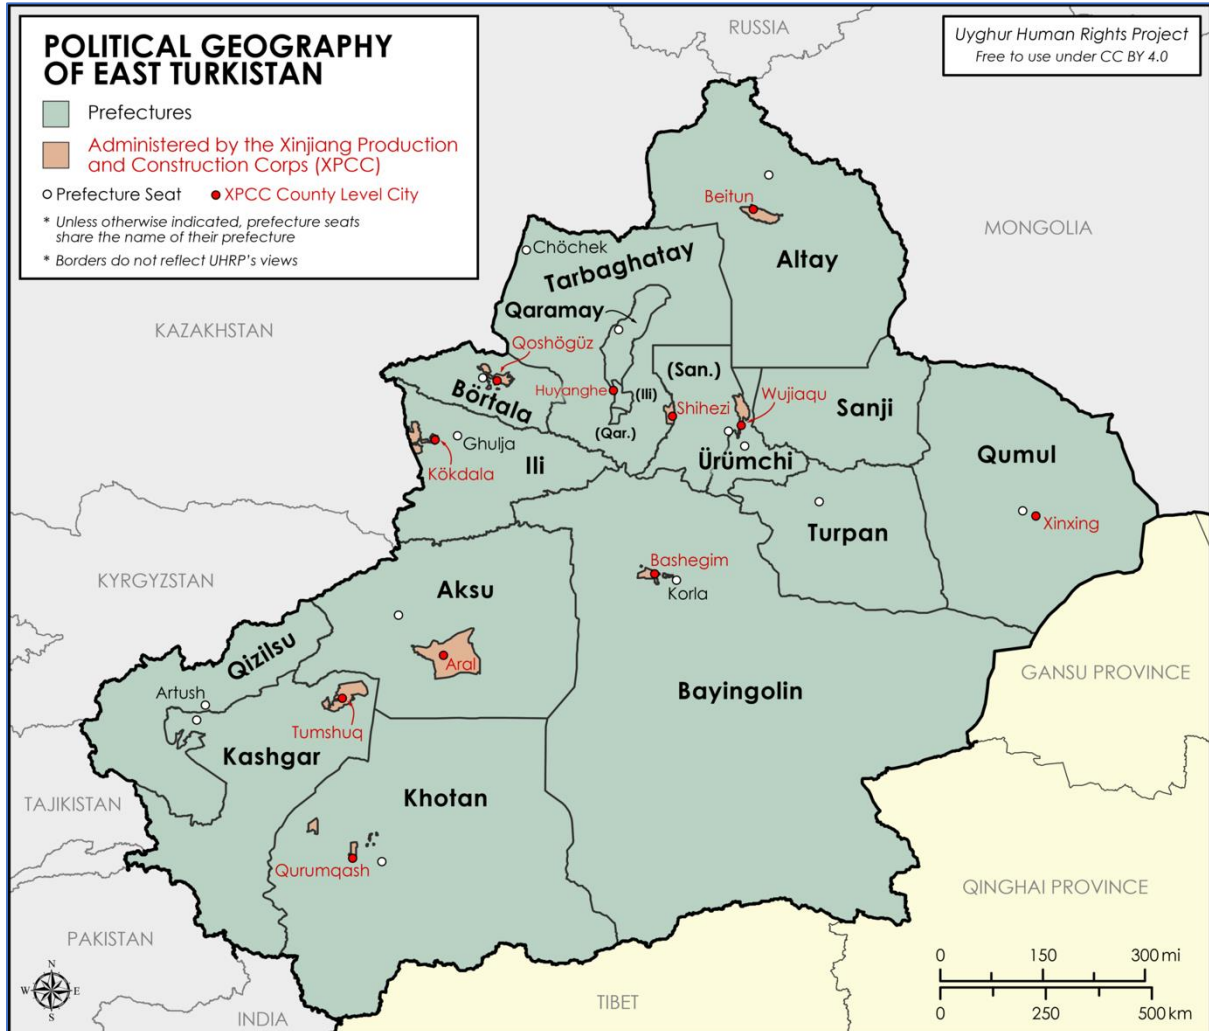 POLITICAL GEOGRAPHY
OF EAST TURKISTAN
Prefectures
Administered by the Xinjiang Production
and Construction Corps (XPCC)
Prefecture Seat
XPCC County Level City
* Unless otherwise indicated, prefecture seats
share the name of their prefecture
* Borders do not reflect UHRP's views
Uyghur Human Rights Project
Free to use under CC BY 4.0
RUSSIA
MONGOLIA
KAZAKHSTAN
Beitun
Altay
Chöchek
Tarbaghatay
Qaramay
Qoshögüz
Börtala
Huyanghe
(Ili)
(Qar.)
(San.)
Shihezi
Wujiaqu
Sanji
Ghulja
Kökdala
Ili
Ürümchi
Qumul
Xinxing
Turpan
Bashegim
Korla
KYRGYZSTAN
Aksu
Aral
Qizilsu
Artush
Tumshuq
Kashgar
Bayingolin
GANSU PROVINCE
TAJIKISTAN
Khotan
Qurumqash
QINGHAI PROVINCE
PAKISTAN
INDIA
TIBET
N
W
E
S
0 150 300 mi
0 250 500 km